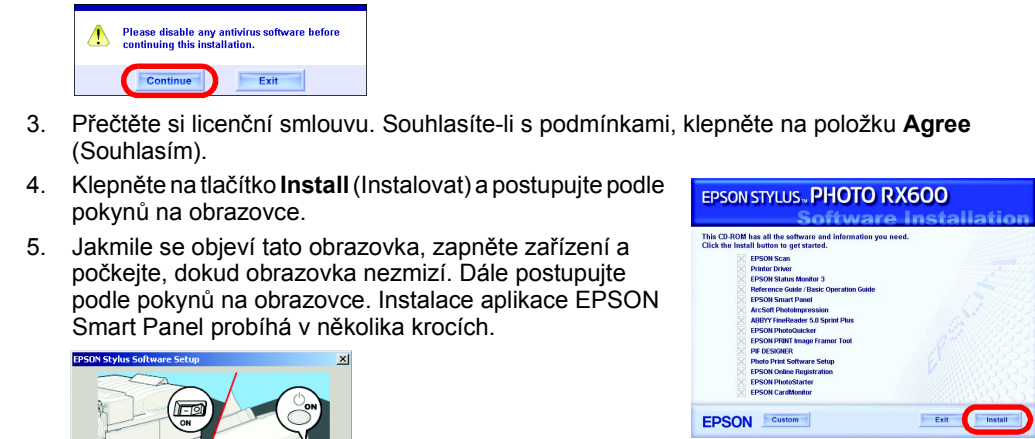 Please disable any antivirus software before
continuing this installation.
Continue Exit
3. Přečtěte si licenční smlouvu. Souhlasíte-li s podmínkami, klepněte na položku Agree
(Souhlasím).
4. Klepněte na tlačítko Install (Instalovat) a postupujte podle
pokynů na obrazovce.
5. Jakmile se objeví tato obrazovka, zapněte zařízení a
počkejte, dokud obrazovka nezmizí. Dále postupujte
podle pokynů na obrazovce. Instalace aplikace EPSON
Smart Panel probíhá v několika krocích.
EPSON Stylus Software Setup
ON
ON
EPSON STYLUS™ PHOTO RX600
Software Installation
This CD-ROM has all the software and information you need.
Click the Install button to get started.
EPSON Scan
Printer Driver
EPSON Status Monitor 3
Reference Guide / Basic Operation Guide
EPSON Smart Panel
ArcSoft PhotoImpression
ABBYY FineReader 5.0 Sprint Plus
EPSON PhotoQuicker
EPSON PRINT Image Framer Tool
PIF DESIGNER
Photo Print Software Setup
EPSON Online Registration
EPSON PhotoStarter
EPSON CardMonitor
EPSON Custom Exit Install